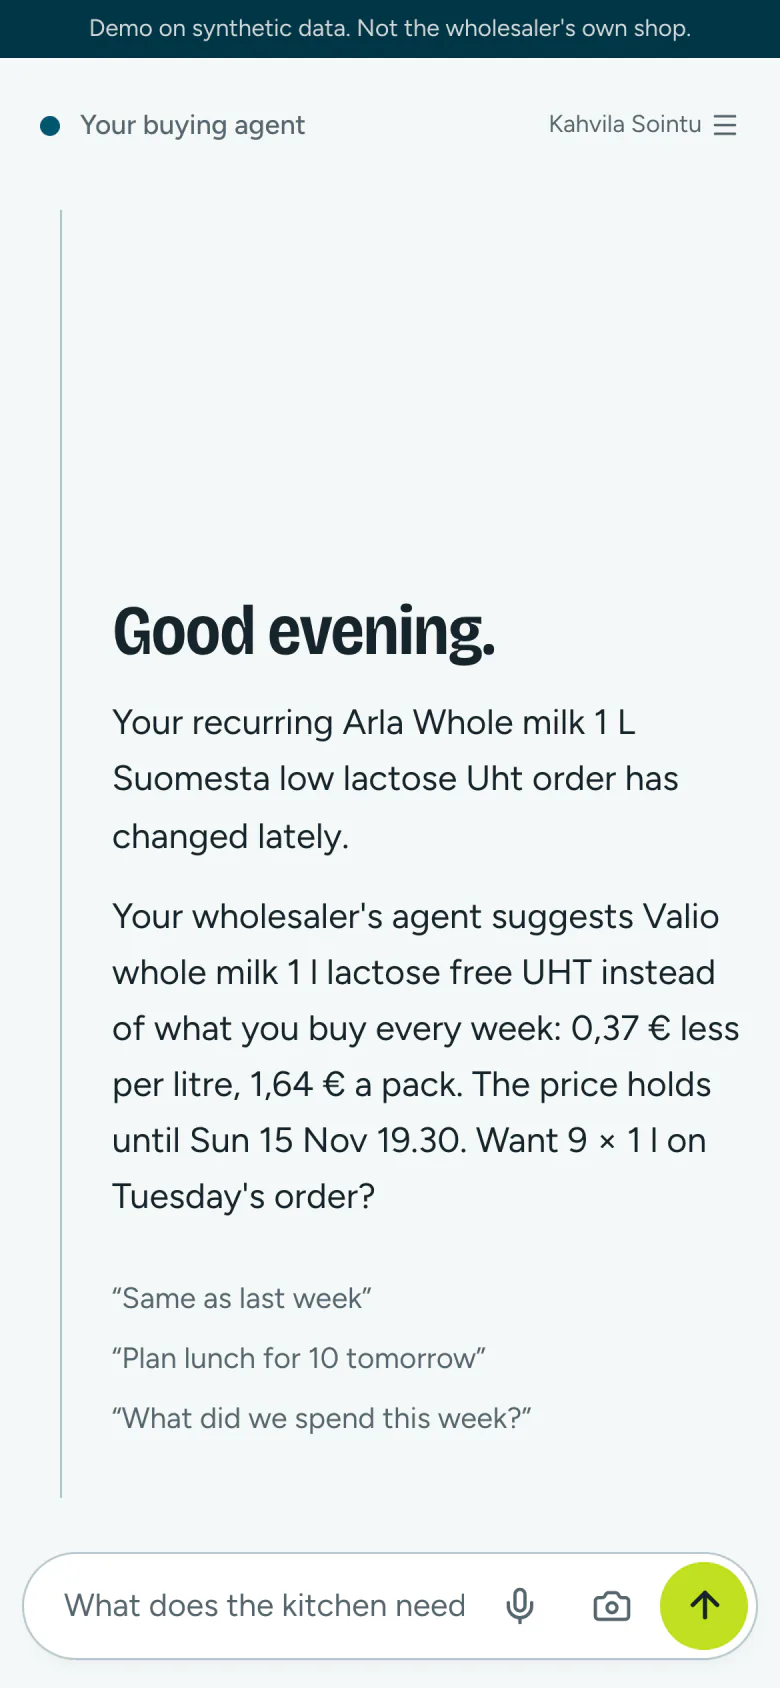 Demo on synthetic data. Not the wholesaler's own shop.
Your buying agent
Kahvila Sointu
Good evening.
Your recurring Arla Whole milk 1 L
Suomesta low lactose Uht order has
changed lately.
Your wholesaler's agent suggests Valio
whole milk 1 l lactose free UHT instead
of what you buy every week: 0,37 € less
per litre, 1,64 € a pack. The price holds
until Sun 15 Nov 19.30. Want 9 × 1 l on
Tuesday's order?
“Same as last week”
“Plan lunch for 10 tomorrow”
“What did we spend this week?”
What does the kitchen need